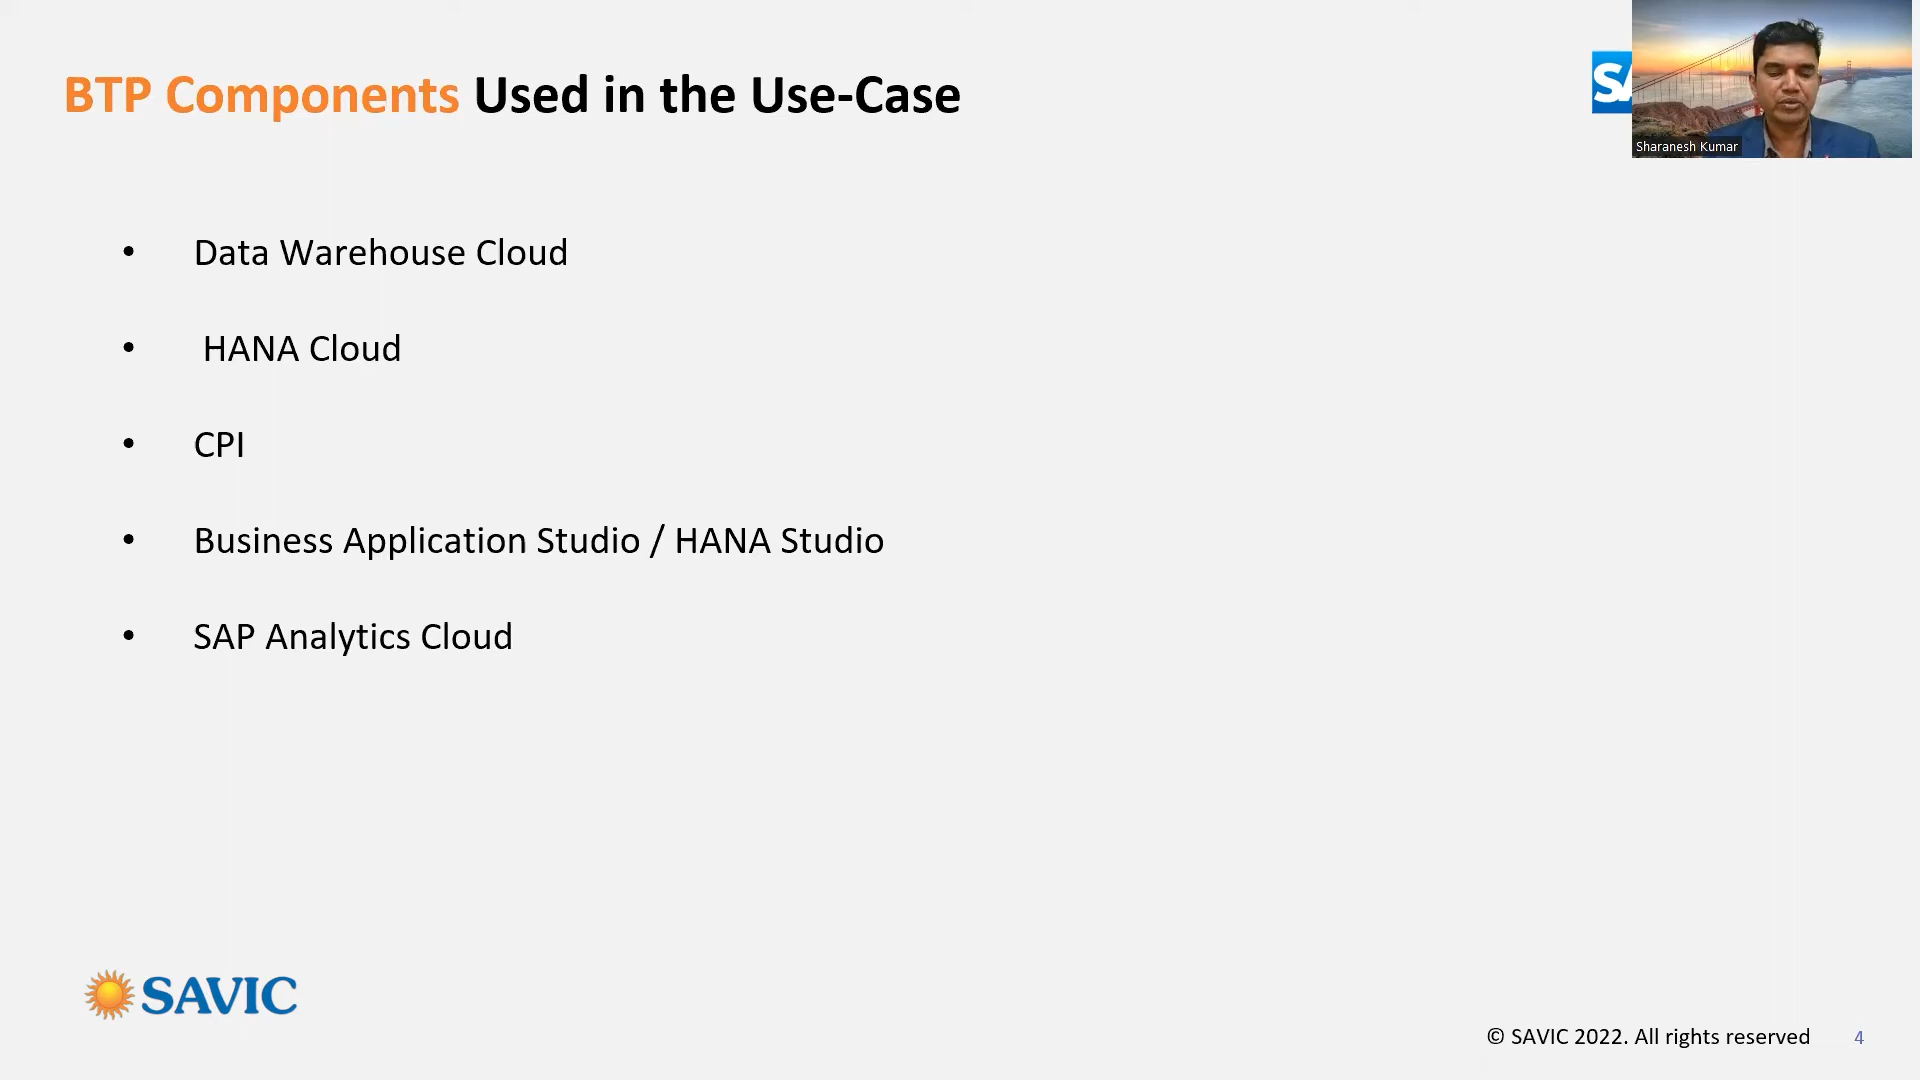 BTP Components Used in the Use-Case
SA
Sharanesh Kumar
• Data Warehouse Cloud
• HANA Cloud
• CPI
• Business Application Studio / HANA Studio
• SAP Analytics Cloud
SAVIC
© SAVIC 2022. All rights reserved 4